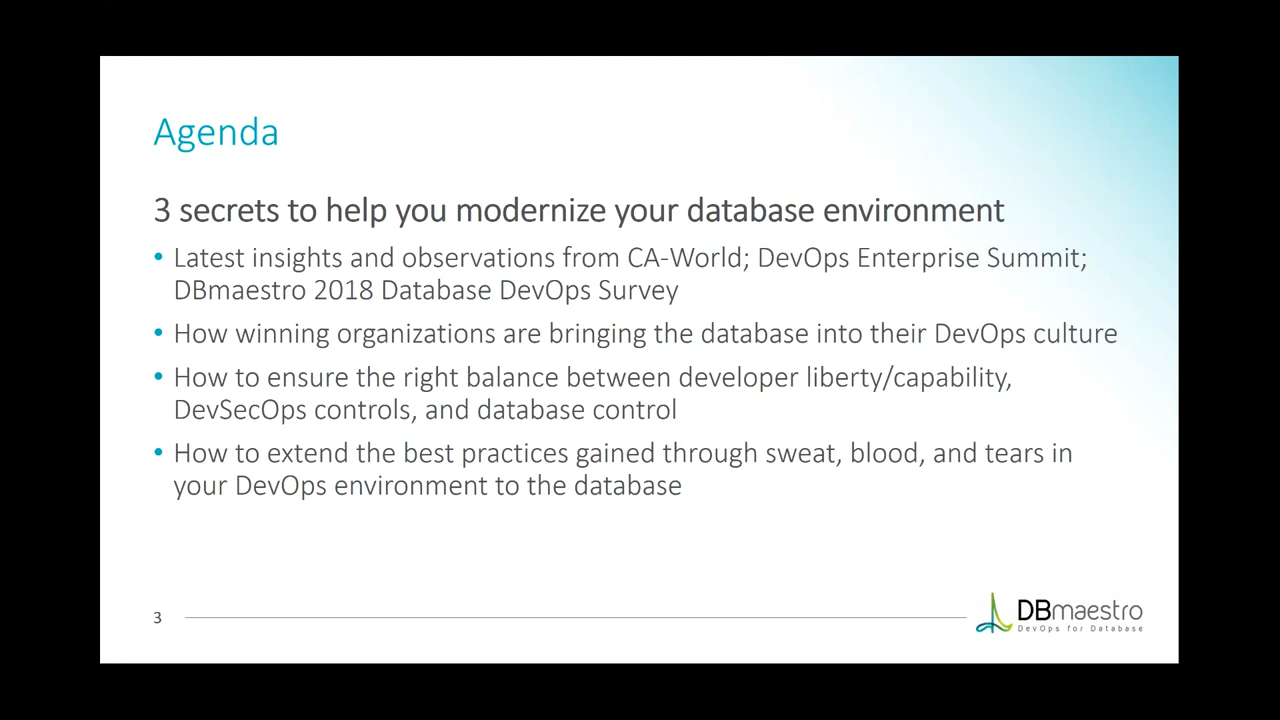 Agenda
3 secrets to help you modernize your database environment
• Latest insights and observations from CA-World; DevOps Enterprise Summit;
DBmaestro 2018 Database DevOps Survey
• How winning organizations are bringing the database into their DevOps culture
• How to ensure the right balance between developer liberty/capability,
DevSecOps controls, and database control
• How to extend the best practices gained through sweat, blood, and tears in
your DevOps environment to the database
3
DBmaestro
DevOps for Database